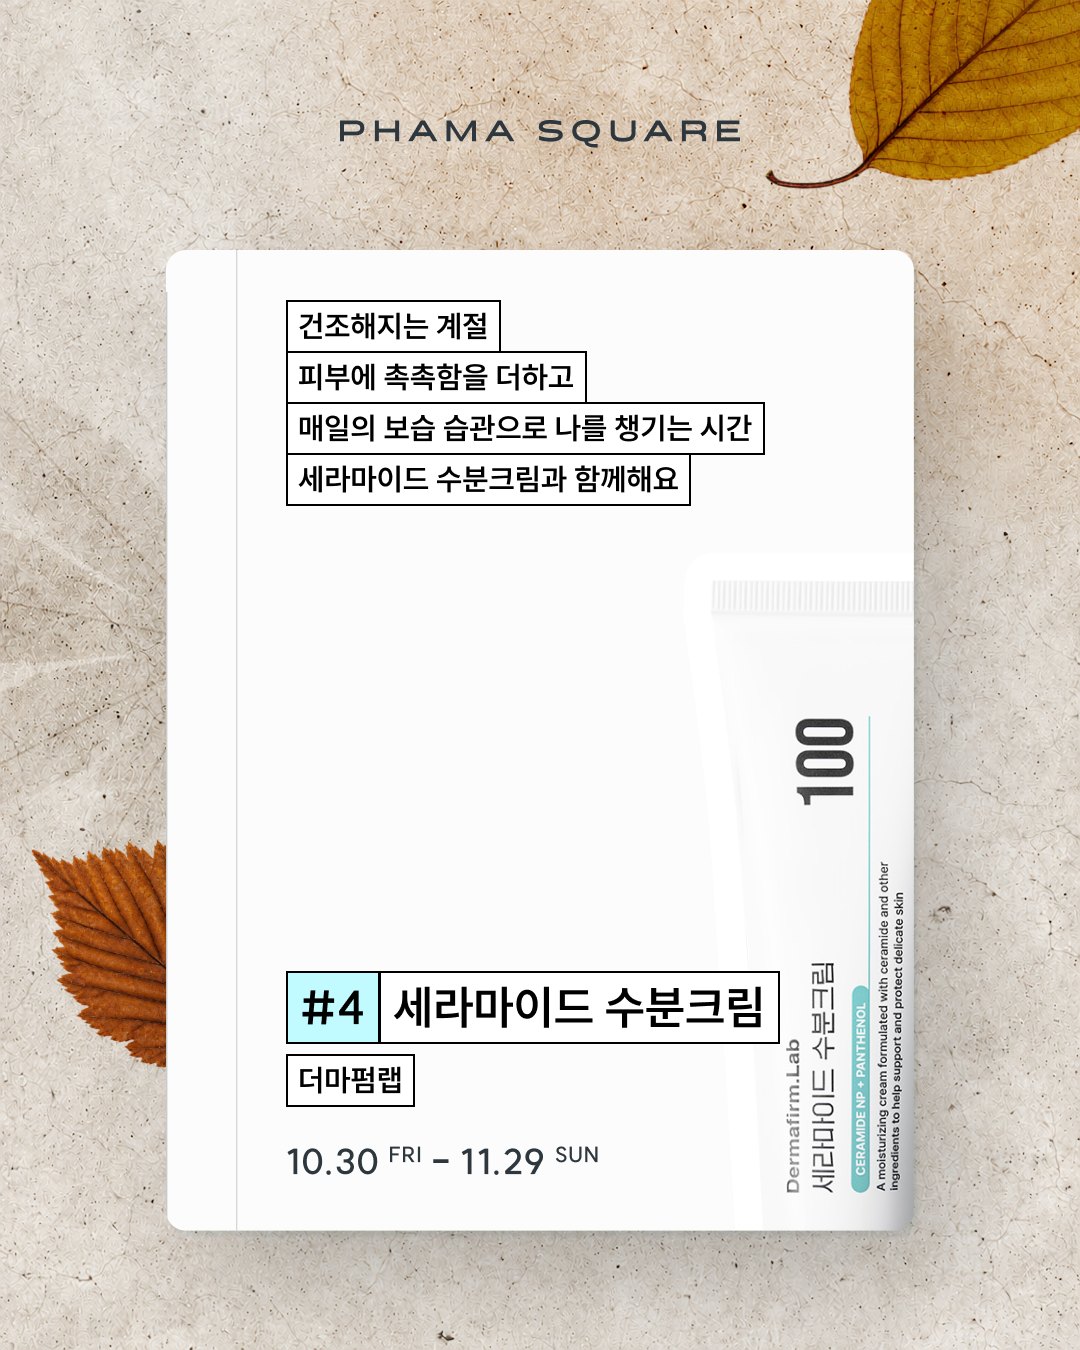 PHAMA SQUARE
건조해지는 계절
피부에 촉촉함을 더하고
매일의 보습 습관으로 나를 챙기는 시간
세라마이드 수분크림과 함께해요
100
Dermafirm.Lab
세라마이드 수분크림
CERAMIDE NP + PANTHENOL
A moisturizing cream formulated with ceramide and other
ingredients to help support and protect delicate skin
#4 세라마이드 수분크림
더마펌랩
10.30 FRI – 11.29 SUN